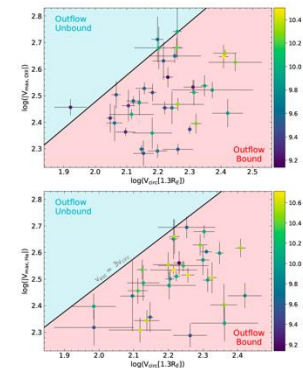 Outflow
Unbound
Outflow
Bound
log(|V_max,OIII|)
2.7
2.6
2.5
2.4
2.3
1.9 2.0 2.1 2.2 2.3 2.4 2.5
log(V_circ[1.3R_E])
10.4
10.2
10.0
9.8
9.6
9.4
9.2
Outflow
Unbound
Outflow
Bound
log(|V_max,Hα|)
2.8
2.7
2.6
2.5
2.4
2.3
1.9 2.0 2.1 2.2 2.3 2.4 2.5
log(V_circ[1.3R_E])
10.6
10.4
10.2
10.0
9.8
9.6
9.4
9.2